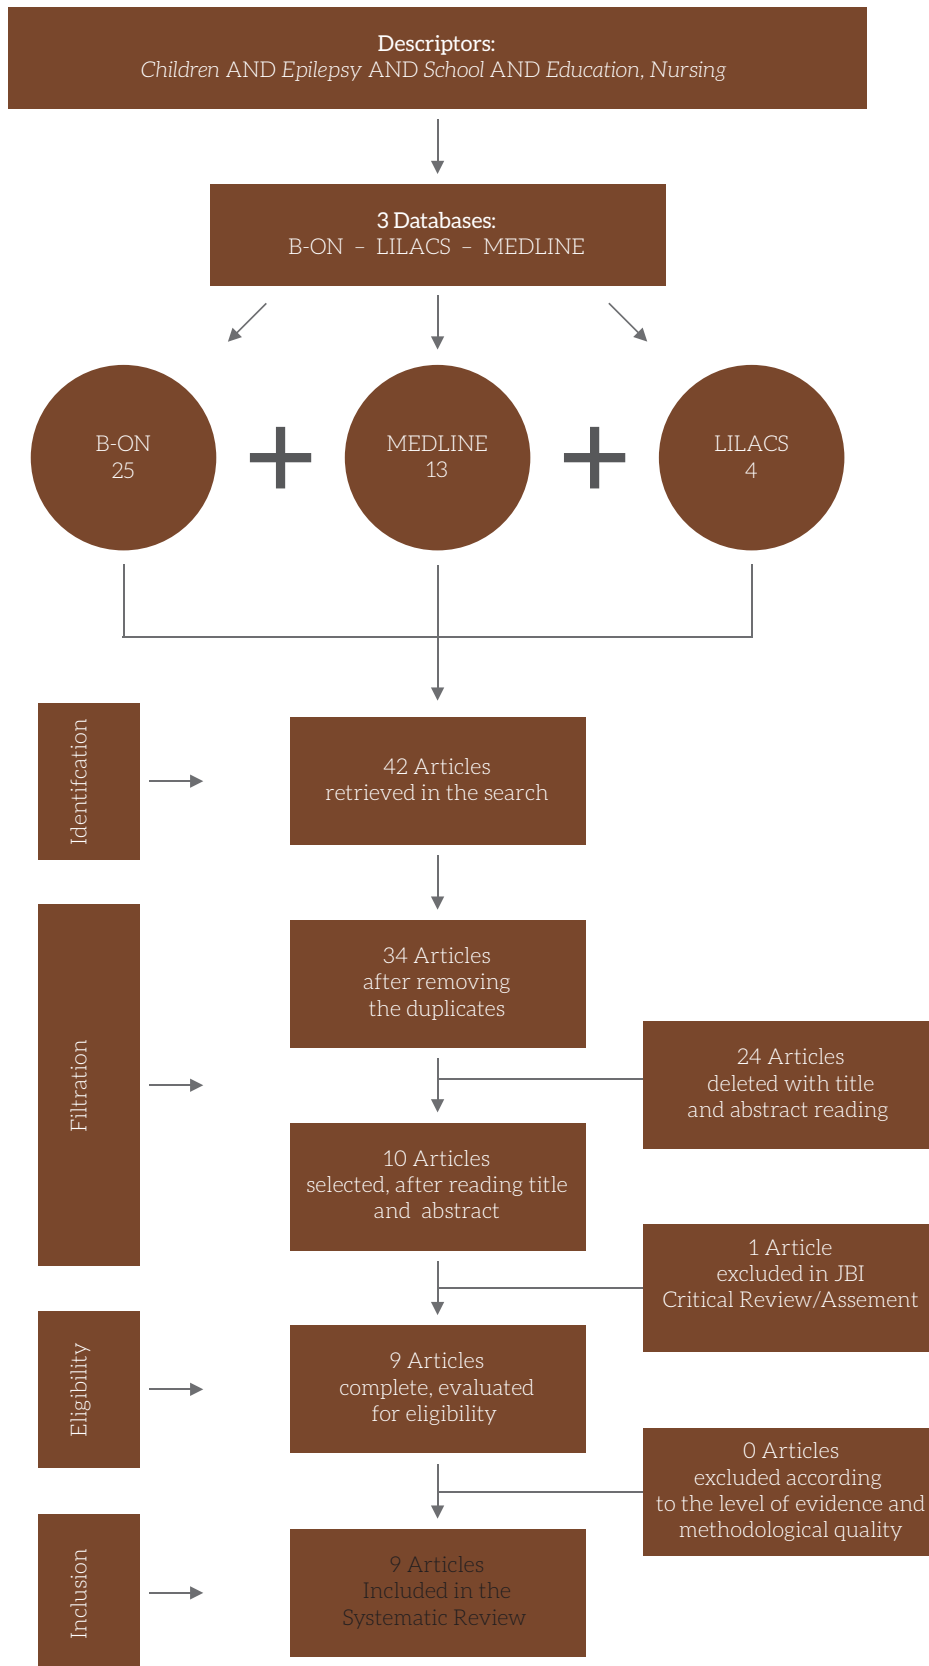 Descriptors:
Children AND Epilepsy AND School AND Education, Nursing
3 Databases:
B-ON – LILACS – MEDLINE
B-ON
25
MEDLINE
13
LILACS
4
Identifcation
42 Articles
retrieved in the search
Filtration
34 Articles
after removing
the duplicates
24 Articles
deleted with title
and abstract reading
10 Articles
selected, after reading title
and abstract
1 Article
excluded in JBI
Critical Review/Assement
Eligibility
9 Articles
complete, evaluated
for eligibility
0 Articles
excluded according
to the level of evidence and
methodological quality
Inclusion
9 Articles
Included in the
Systematic Review